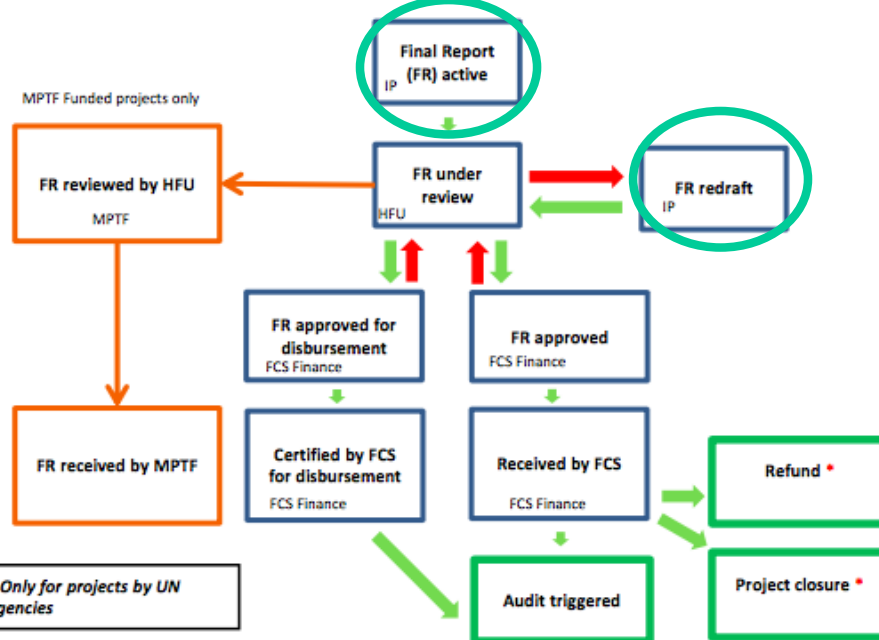 Final Report
(FR) active
IP
MPTF Funded projects only
FR reviewed by HFU
MPTF
FR under
review
HFU
FR redraft
IP
FR approved for
disbursement
FCS Finance
FR approved
FCS Finance
FR received by MPTF
Certified by FCS
for disbursement
FCS Finance
Received by FCS
FCS Finance
Refund *
Project closure *
Audit triggered
Only for projects by UN
gencies